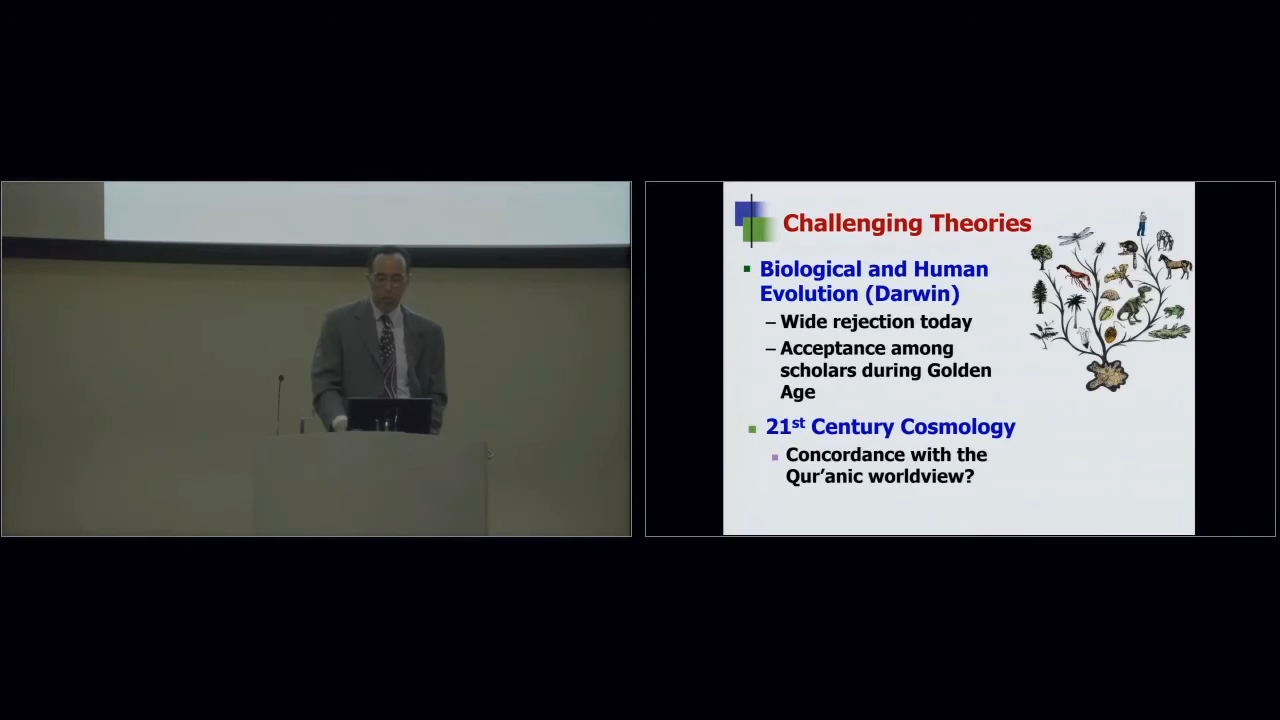 Challenging Theories
▪ Biological and Human
Evolution (Darwin)
– Wide rejection today
– Acceptance among
scholars during Golden
Age
▪ 21st Century Cosmology
▪ Concordance with the
Qur’anic worldview?